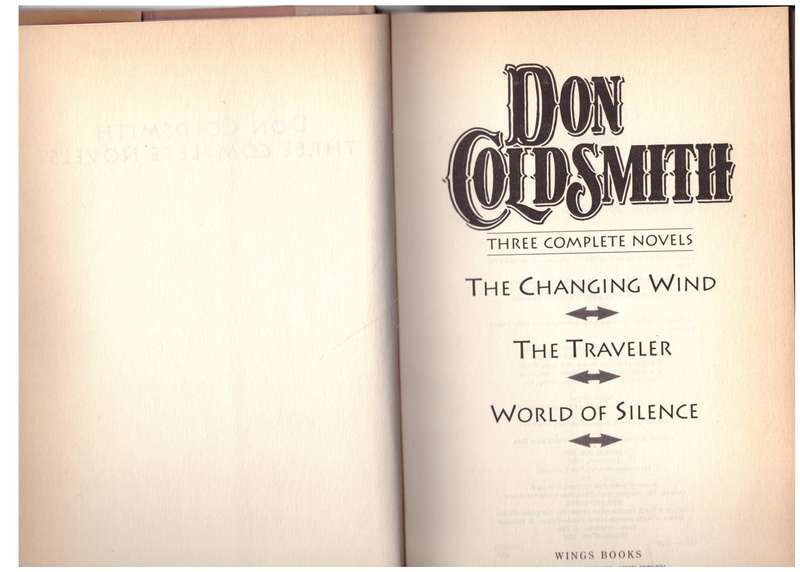 DON
COLDSMITH
THREE COMPLETE NOVELS
THE CHANGING WIND
THE TRAVELER
WORLD OF SILENCE
WINGS BOOKS